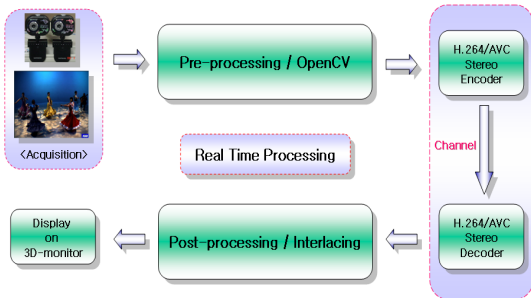 <Acquisition>
Pre-processing / OpenCV
H.264/AVC
Stereo
Encoder
Channel
Real Time Processing
H.264/AVC
Stereo
Decoder
Post-processing / Interlacing
Display
on
3D-monitor